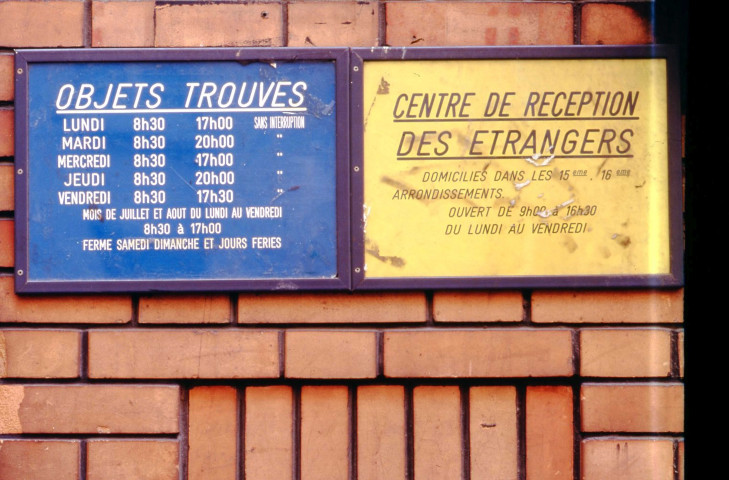 OBJETS TROUVES
LUNDI 8h30 17h00 SANS INTERRUPTION
MARDI 8h30 20h00 "
MERCREDI 8h30 17h00 "
JEUDI 8h30 20h00 "
VENDREDI 8h30 17h30 "
MOIS DE JUILLET ET AOUT DU LUNDI AU VENDREDI
8h30 à 17h00
FERME SAMEDI DIMANCHE ET JOURS FERIES
CENTRE DE RECEPTION
DES ETRANGERS
DOMICILIES DANS LES 15 eme . 16 eme
ARRONDISSEMENTS.
OUVERT DE 9h00 à 16h30
DU LUNDI AU VENDREDI